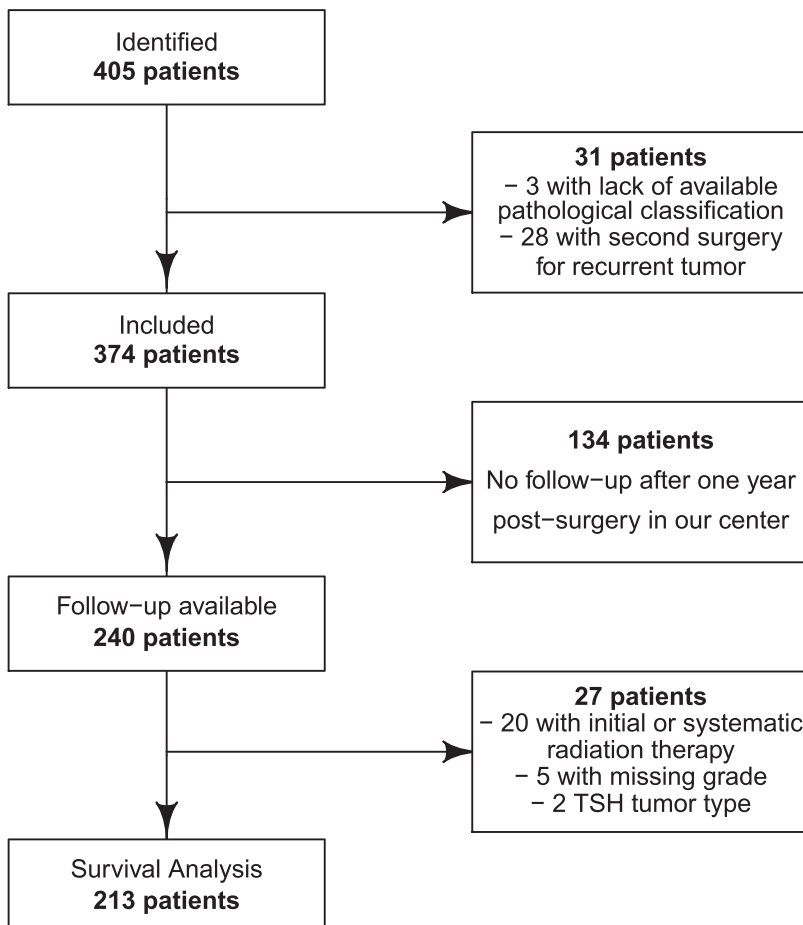 Identified
405 patients
31 patients
− 3 with lack of available
pathological classification
− 28 with second surgery
for recurrent tumor
Included
374 patients
134 patients
No follow−up after one year
post−surgery in our center
Follow−up available
240 patients
27 patients
− 20 with initial or systematic
radiation therapy
− 5 with missing grade
− 2 TSH tumor type
Survival Analysis
213 patients